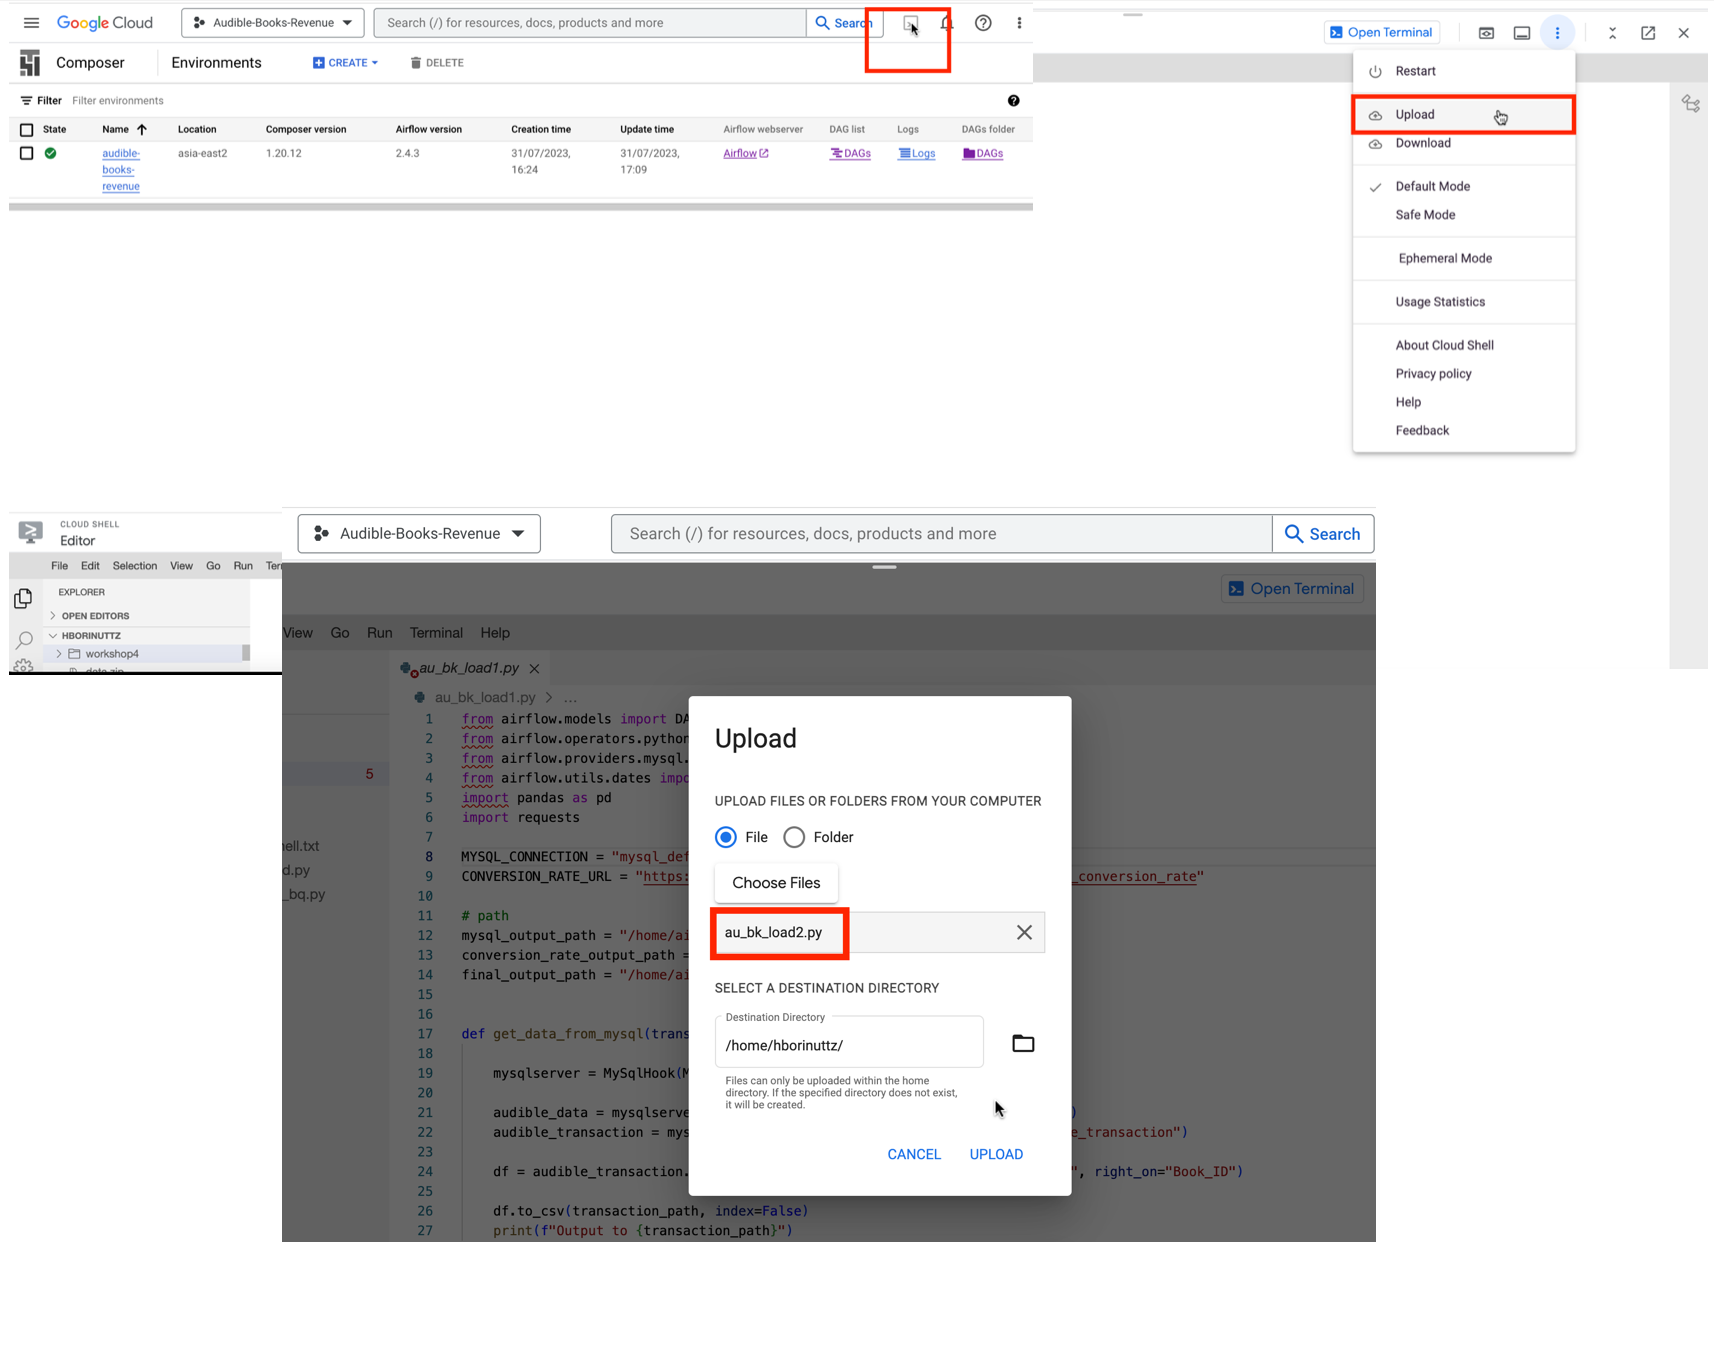 Google Cloud
Audible-Books-Revenue
Search (/) for resources, docs, products and more
Search
Composer
Environments
CREATE
DELETE
Filter Filter environments
State Name Location Composer version Airflow version Creation time Update time Airflow webserver DAG list Logs DAGs folder
audible-books-revenue asia-east2 1.20.12 2.4.3 31/07/2023, 16:24 31/07/2023, 17:09 Airflow DAGs Logs DAGs
Open Terminal
Restart
Upload
Download
Default Mode
Safe Mode
Ephemeral Mode
Usage Statistics
About Cloud Shell
Privacy policy
Help
Feedback
CLOUD SHELL
Editor
File Edit Selection View Go Run Ter
EXPLORER
OPEN EDITORS
HBORINUTTZ
workshop4
data.zip
Audible-Books-Revenue
Search (/) for resources, docs, products and more
Search
Open Terminal
View Go Run Terminal Help
au_bk_load1.py
au_bk_load1.py > ...
5
ell.txt
d.py
_bq.py
1 from airflow.models import DA
2 from airflow.operators.python
3 from airflow.providers.mysql.
4 from airflow.utils.dates impo
5 import pandas as pd
6 import requests
7
8 MYSQL_CONNECTION = "mysql_def
9 CONVERSION_RATE_URL = "https: _conversion_rate"
10
11 # path
12 mysql_output_path = "/home/ai
13 conversion_rate_output_path =
14 final_output_path = "/home/ai
15
16
17 def get_data_from_mysql(trans
18
19 mysqlserver = MySqlHook(M
20
21 audible_data = mysqlserve )
22 audible_transaction = mys e_transaction")
23
24 df = audible_transaction. ", right_on="Book_ID")
25
26 df.to_csv(transaction_path, index=False)
27 print(f"Output to {transaction_path}")
Upload
UPLOAD FILES OR FOLDERS FROM YOUR COMPUTER
File Folder
Choose Files
au_bk_load2.py
SELECT A DESTINATION DIRECTORY
Destination Directory
/home/hborinuttz/
Files can only be uploaded within the home
directory. If the specified directory does not exist,
it will be created.
CANCEL UPLOAD